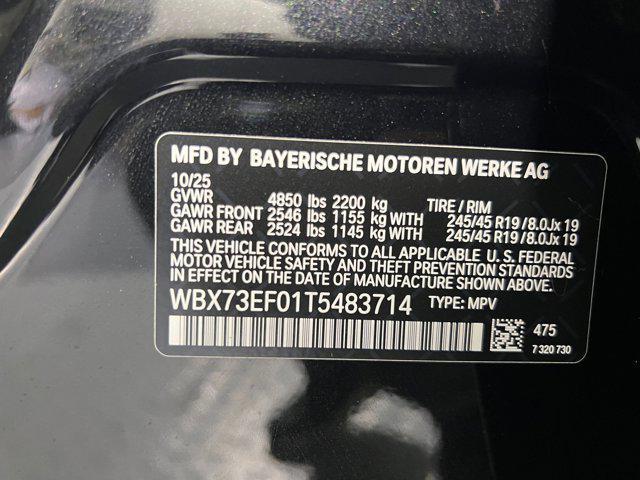 MFD BY BAYERISCHE MOTOREN WERKE AG
10/25
GVWR 4850 lbs 2200 kg TIRE / RIM
GAWR FRONT 2546 lbs 1155 kg WITH 245/45 R19 /8.0Jx 19
GAWR REAR 2524 lbs 1145 kg WITH 245/45 R19 /8.0Jx 19
THIS VEHICLE CONFORMS TO ALL APPLICABLE U. S. FEDERAL
MOTOR VEHICLE SAFETY AND THEFT PREVENTION STANDARDS
IN EFFECT ON THE DATE OF MANUFACTURE SHOWN ABOVE.
WBX73EF01T5483714 TYPE: MPV
475
7 320 730